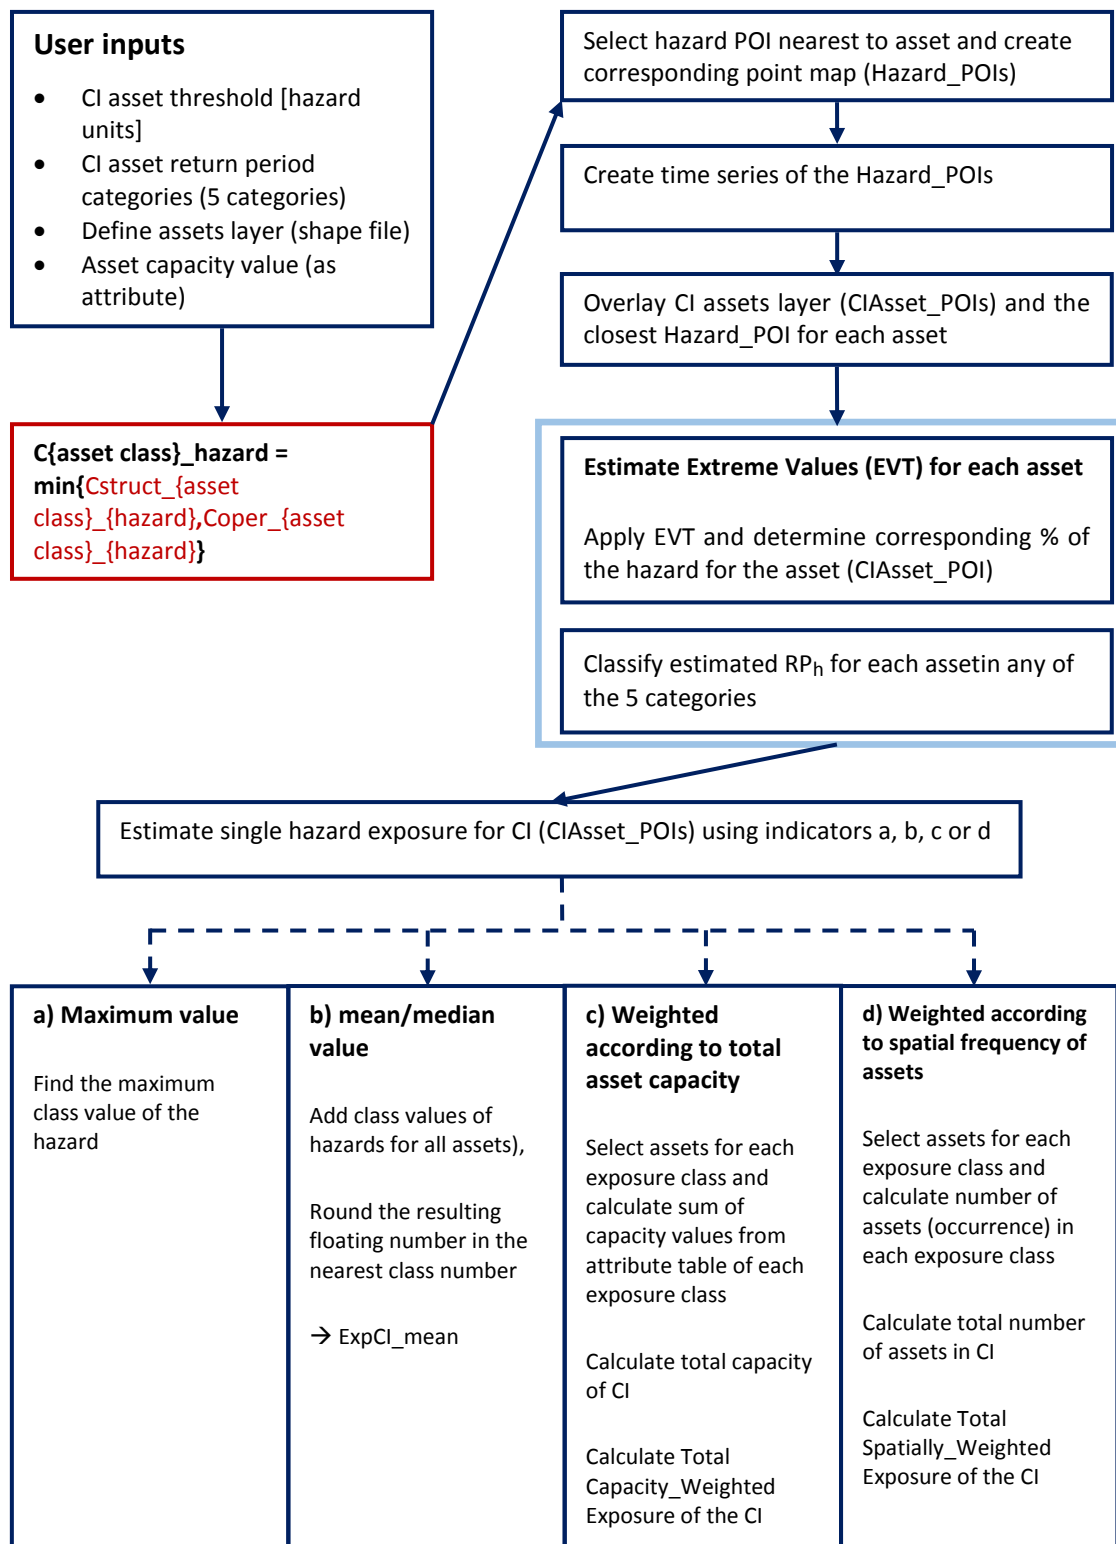 User inputs
• CI asset threshold [hazard
units]
• CI asset return period
categories (5 categories)
• Define assets layer (shape file)
• Asset capacity value (as
attribute)
C{asset class}_hazard =
min{Cstruct_{asset
class}_{hazard},Coper_{asset
class}_{hazard}}
Select hazard POI nearest to asset and create
corresponding point map (Hazard_POIs)
Create time series of the Hazard_POIs
Overlay CI assets layer (CIAsset_POIs) and the
closest Hazard_POI for each asset
Estimate Extreme Values (EVT) for each asset
Apply EVT and determine corresponding % of
the hazard for the asset (CIAsset_POI)
Classify estimated RPh for each assetin any of
the 5 categories
Estimate single hazard exposure for CI (CIAsset_POIs) using indicators a, b, c or d
a) Maximum value
Find the maximum
class value of the
hazard
b) mean/median
value
Add class values of
hazards for all assets),
Round the resulting
floating number in the
nearest class number
→ ExpCI_mean
c) Weighted
according to total
asset capacity
Select assets for each
exposure class and
calculate sum of
capacity values from
attribute table of each
exposure class
Calculate total capacity
of CI
Calculate Total
Capacity_Weighted
Exposure of the CI
d) Weighted according
to spatial frequency of
assets
Select assets for each
exposure class and
calculate number of
assets (occurrence) in
each exposure class
Calculate total number
of assets in CI
Calculate Total
Spatially_Weighted
Exposure of the CI